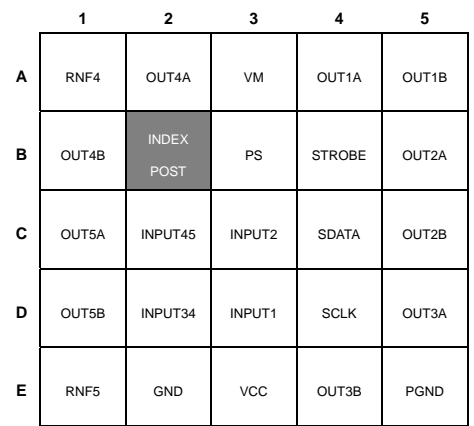 1 2 3 4 5
A RNF4 OUT4A VM OUT1A OUT1B
B OUT4B INDEX POST PS STROBE OUT2A
C OUT5A INPUT45 INPUT2 SDATA OUT2B
D OUT5B INPUT34 INPUT1 SCLK OUT3A
E RNF5 GND VCC OUT3B PGND